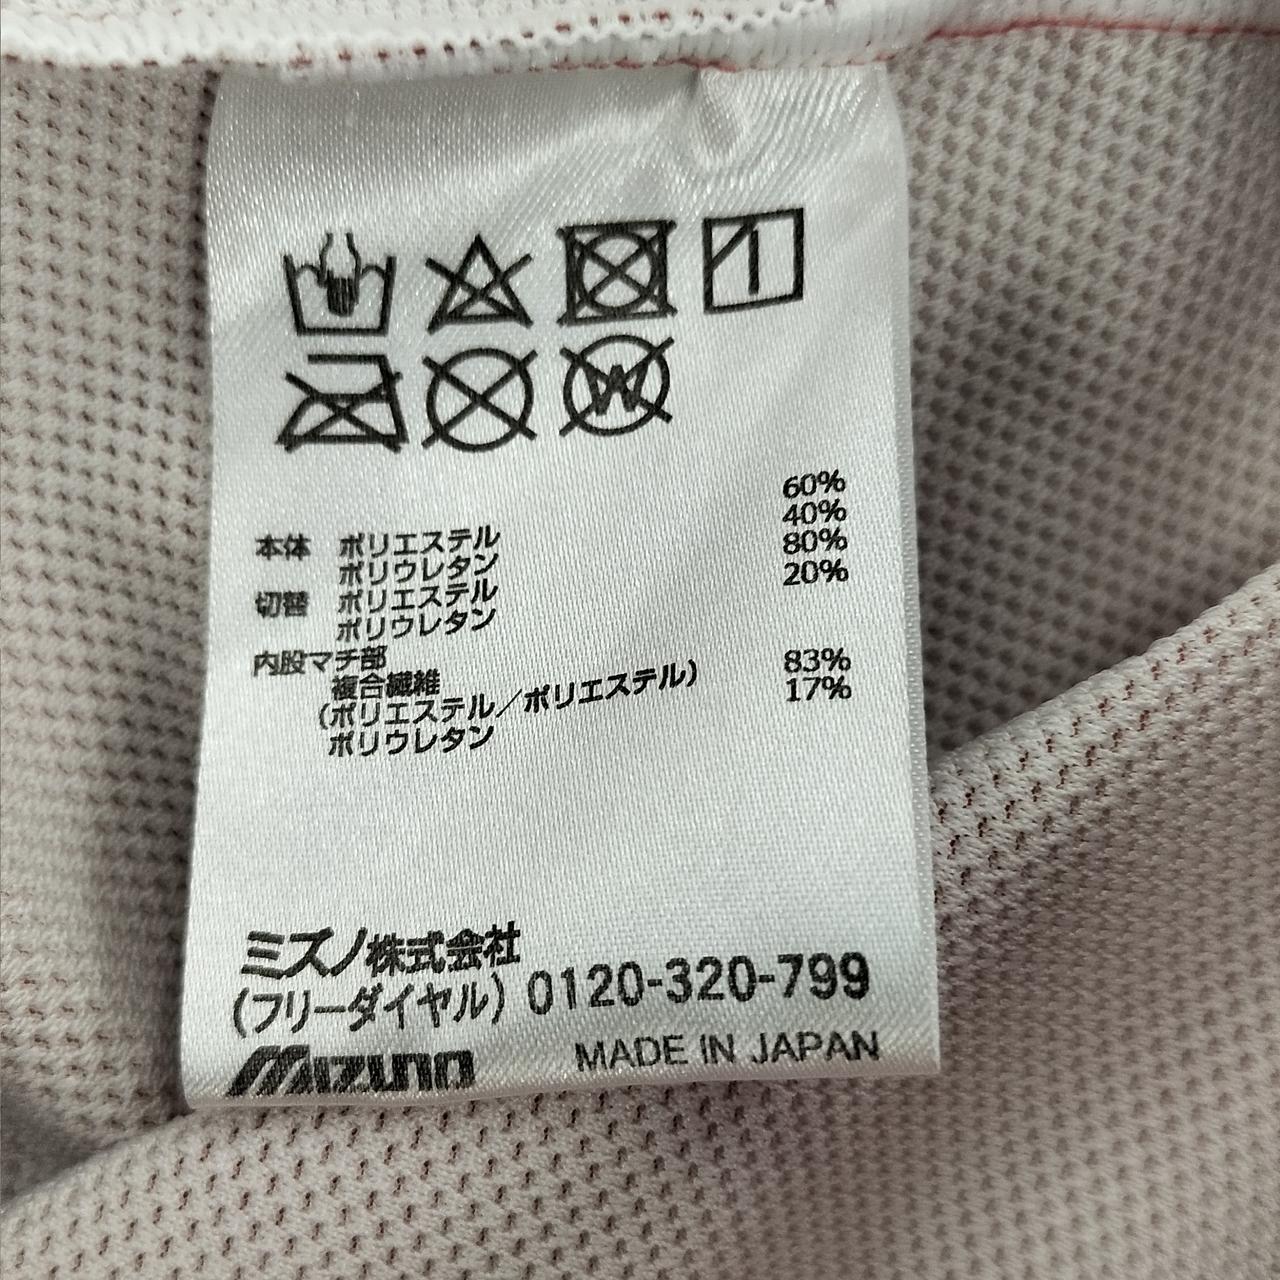 W
60%
40%
80%
20%
本体 ポリエステル
ポリウレタン
切替 ポリエステル
ポリウレタン
内股マチ部
複合繊維 83%
(ポリエステル/ポリエステル) 17%
ポリウレタン
ミズノ株式会社
(フリーダイヤル) 0120-320-799
MIZUNO MADE IN JAPAN